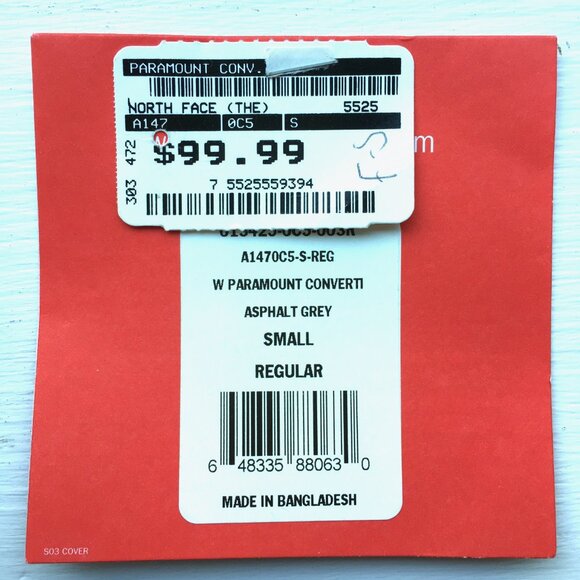 PARAMOUNT CONV.
NORTH FACE (THE) 5525
A147 0C5 S
$99.99
303 472
7 5525559394
m
A1470C5-S-REG
W PARAMOUNT CONVERTI
ASPHALT GREY
SMALL
REGULAR
6 48335 88063 0
MADE IN BANGLADESH
S03 COVER